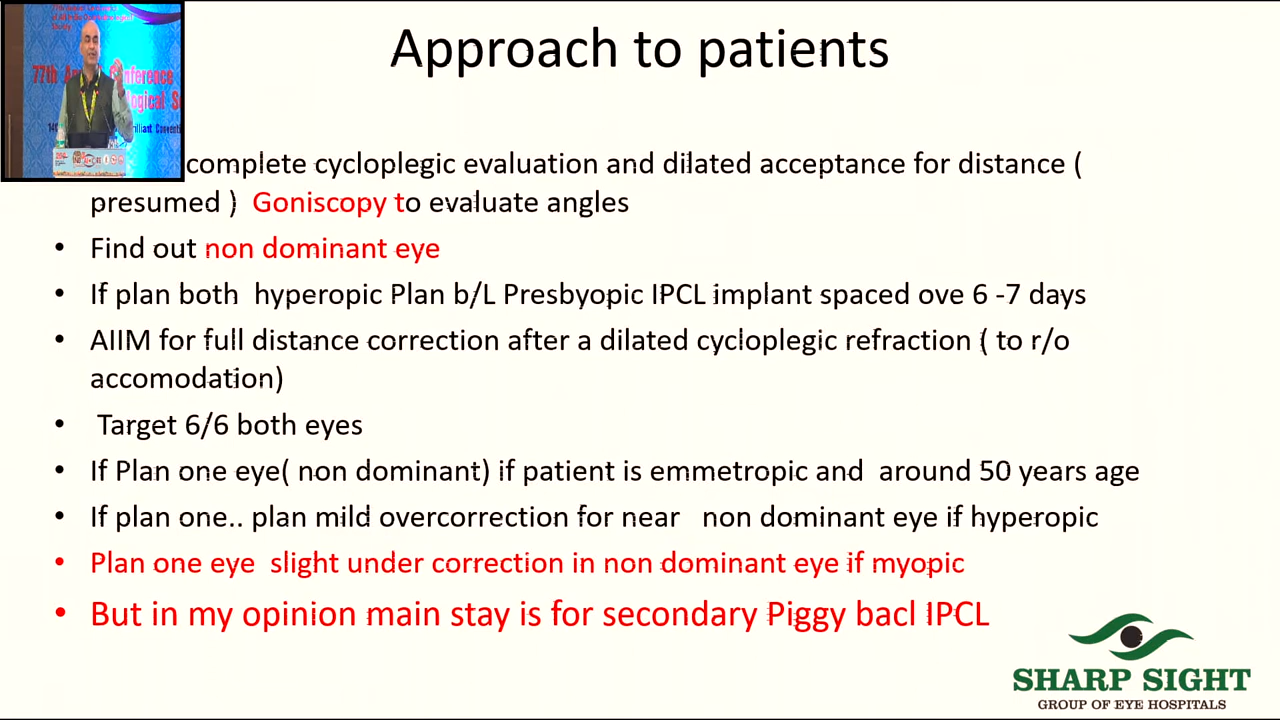 Approach to patients
77th An
nference
ological S
complete cycloplegic evaluation and dilated acceptance for distance (
presumed ) Goniscopy to evaluate angles
• Find out non dominant eye
• If plan both hyperopic Plan b/L Presbyopic IPCL implant spaced ove 6 -7 days
• AIIM for full distance correction after a dilated cycloplegic refraction ( to r/o
accomodation)
• Target 6/6 both eyes
• If Plan one eye( non dominant) if patient is emmetropic and around 50 years age
• If plan one.. plan mild overcorrection for near non dominant eye if hyperopic
• Plan one eye slight under correction in non dominant eye if myopic
• But in my opinion main stay is for secondary Piggy bacl IPCL
SHARP SIGHT
GROUP OF EYE HOSPITALS